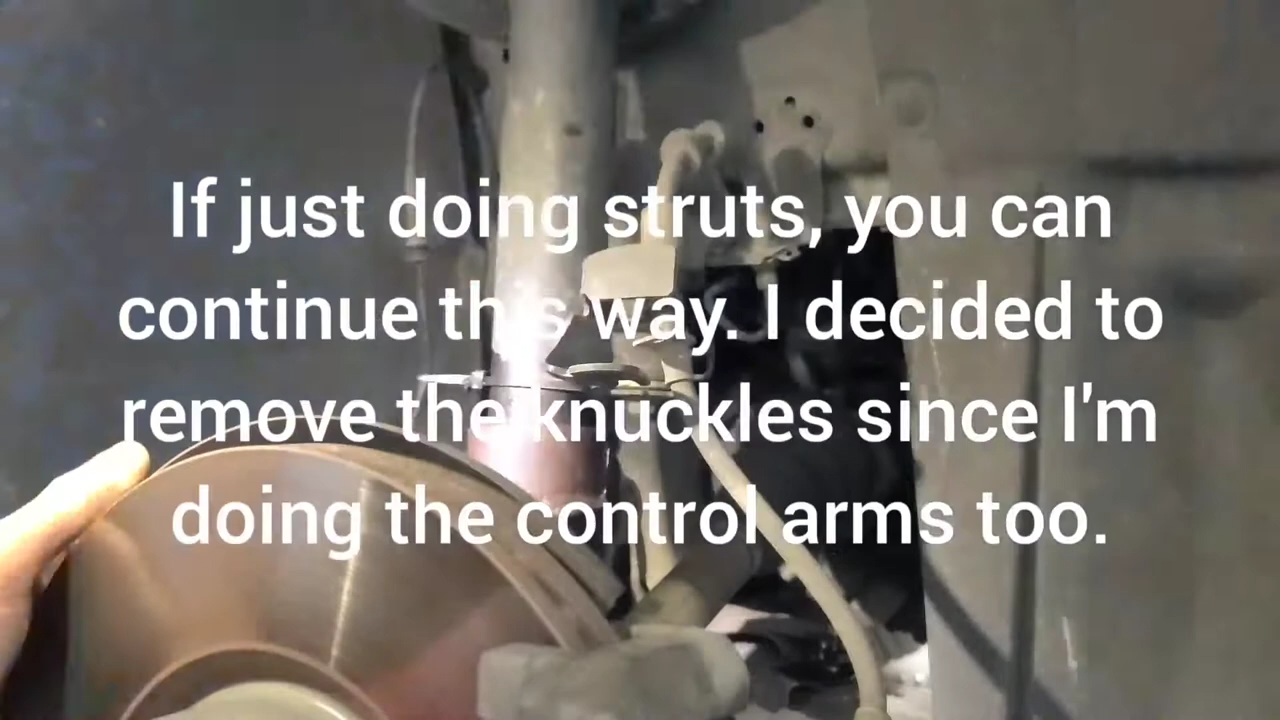 If just doing struts, you can
continue this way. I decided to
remove the knuckles since I'm
doing the control arms too.